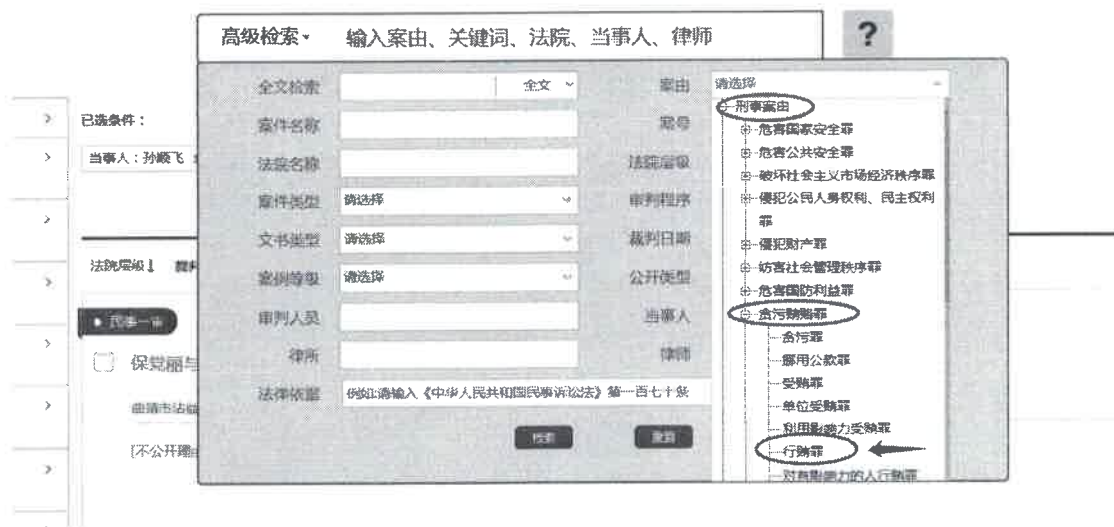 高级检索
输入案由、关键词、法院、当事人、律师
?
全文检索
全文
案由
请选择
案件名称
案号
法院名称
法院层级
案件类型
请选择
审判程序
文书类型
请选择
裁判日期
案例等级
请选择
公开类型
审判人员
当事人
律所
律师
法律依据
例如:请输入《中华人民共和国民事诉讼法》第一百七十条
检索
重置
刑事案由
危害国家安全罪
危害公共安全罪
破坏社会主义市场经济秩序罪
侵犯公民人身权利、民主权利
罪
侵犯财产罪
妨害社会管理秩序罪
危害国防利益罪
贪污贿赂罪
贪污罪
挪用公款罪
受贿罪
单位受贿罪
利用影响力受贿罪
行贿罪
对有影响力的人行贿罪
已选条件：
当事人：孙顺飞
法院层级
裁判
民事一审
保党丽与
曲靖市法
[不公开理由